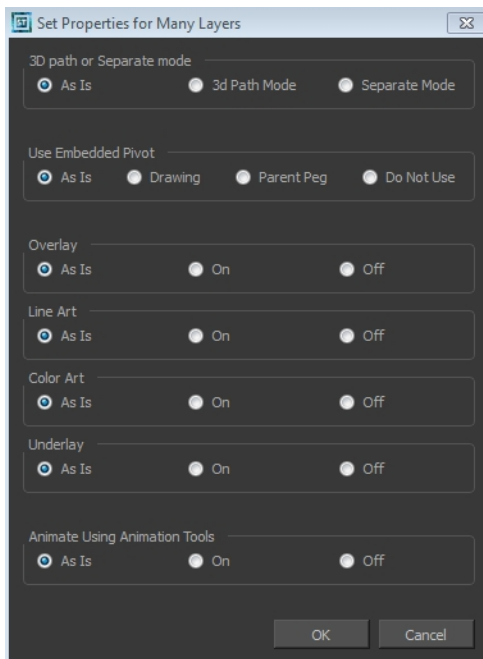 Set Properties for Many Layers
3D path or Separate mode
As Is 3d Path Mode Separate Mode
Use Embedded Pivot
As Is Drawing Parent Peg Do Not Use
Overlay
As Is On Off
Line Art
As Is On Off
Color Art
As Is On Off
Underlay
As Is On Off
Animate Using Animation Tools
As Is On Off
OK Cancel